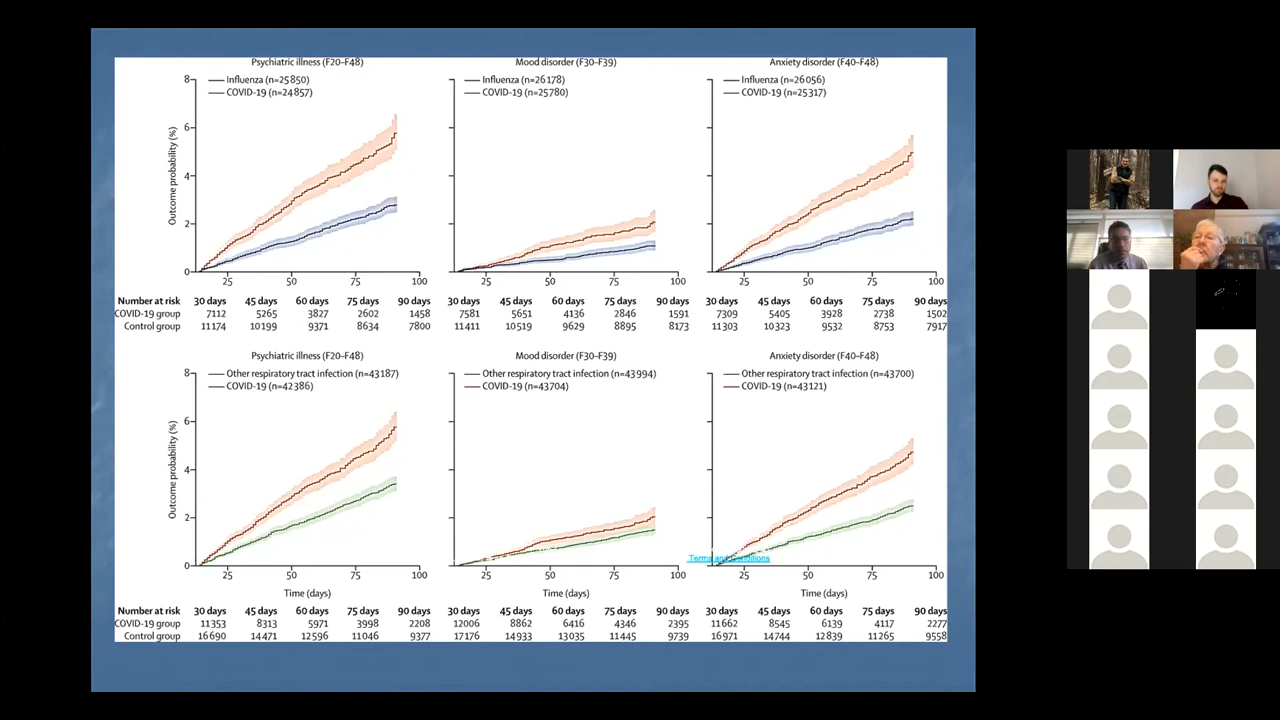 Psychiatric illness (F20–F48)
Mood disorder (F30–F39)
Anxiety disorder (F40–F48)
Influenza (n=25850)
COVID-19 (n=24857)
Influenza (n=26178)
COVID-19 (n=25780)
Influenza (n=26056)
COVID-19 (n=25317)
Outcome probability (%)
8
6
4
2
0
25 50 75 100
25 50 75 100
25 50 75 100
Number at risk 30 days 45 days 60 days 75 days 90 days 30 days 45 days 60 days 75 days 90 days 30 days 45 days 60 days 75 days 90 days
COVID-19 group 7112 5265 3827 2602 1458 7581 5651 4136 2846 1591 7309 5405 3928 2738 1502
Control group 11174 10199 9371 8634 7800 11411 10519 9629 8895 8173 11303 10323 9532 8753 7917
Psychiatric illness (F20–F48)
Mood disorder (F30–F39)
Anxiety disorder (F40–F48)
Other respiratory tract infection (n=43187)
COVID-19 (n=42386)
Other respiratory tract infection (n=43994)
COVID-19 (n=43704)
Other respiratory tract infection (n=43700)
COVID-19 (n=43121)
Outcome probability (%)
8
6
4
2
0
Terms and Conditions
25 50 75 100
25 50 75 100
25 50 75 100
Time (days)
Time (days)
Time (days)
Number at risk 30 days 45 days 60 days 75 days 90 days 30 days 45 days 60 days 75 days 90 days 30 days 45 days 60 days 75 days 90 days
COVID-19 group 11353 8313 5971 3998 2208 12006 8862 6416 4346 2395 11662 8545 6139 4117 2277
Control group 16690 14471 12596 11046 9377 17176 14933 13035 11445 9739 16971 14744 12839 11265 9558